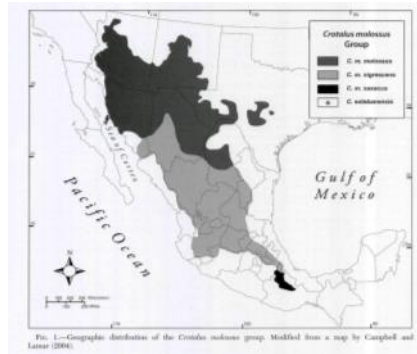 Crotalus molossus
Group
C. m. molossus
C. m. nigrescens
C. m. oaxacus
Sea of Cortez
Gulf of
Mexico
Pacific Ocean
N
FIG. 1.—Geographic distribution of the Crotalus molossus group. Modified from a map by Campbell and
Lamar (2004).